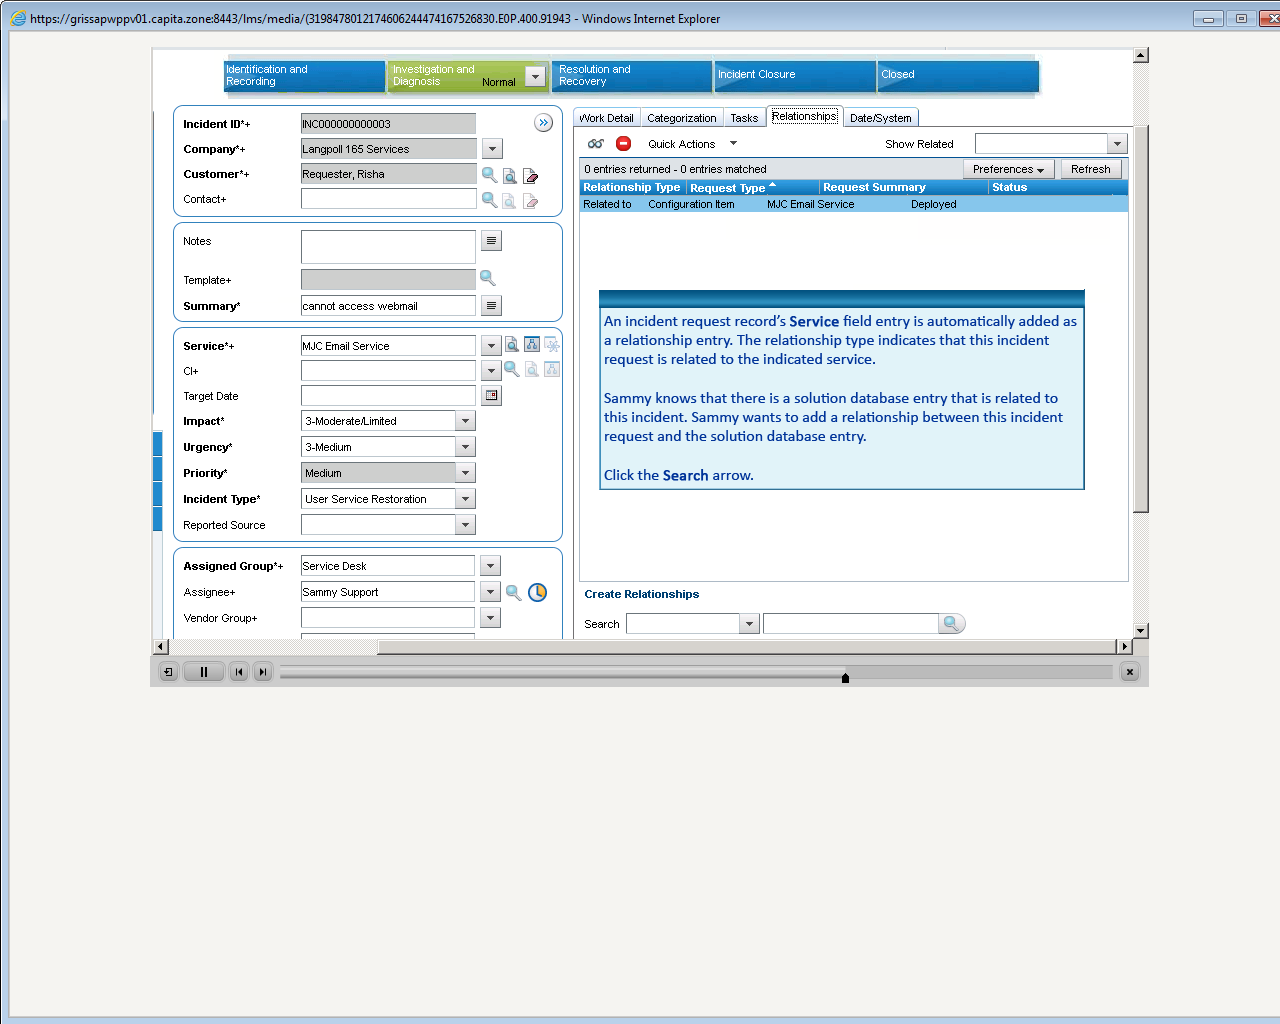 https://grissapwppv01.capita.zone:8443/lms/media/(3198478012174606244474167526830.E0P.400.91943 - Windows Internet Explorer
Identification and Recording
Investigation and Diagnosis
Normal
Resolution and Recovery
Incident Closure
Closed
Incident ID*+ INC000000000003
Company*+ Langpoll 165 Services
Customer*+ Requester, Risha
Contact+
Notes
Template+
Summary* cannot access webmail
Service*+ MJC Email Service
CI+
Target Date
Impact* 3-Moderate/Limited
Urgency* 3-Medium
Priority* Medium
Incident Type* User Service Restoration
Reported Source
Assigned Group*+ Service Desk
Assignee+ Sammy Support
Vendor Group+
Work Detail Categorization Tasks Relationships Date/System
Quick Actions Show Related
0 entries returned - 0 entries matched Preferences Refresh
Relationship Type Request Type Request Summary Status
Related to Configuration Item MJC Email Service Deployed
An incident request record's Service field entry is automatically added as
a relationship entry. The relationship type indicates that this incident
request is related to the indicated service.
Sammy knows that there is a solution database entry that is related to
this incident. Sammy wants to add a relationship between this incident
request and the solution database entry.
Click the Search arrow.
Create Relationships
Search